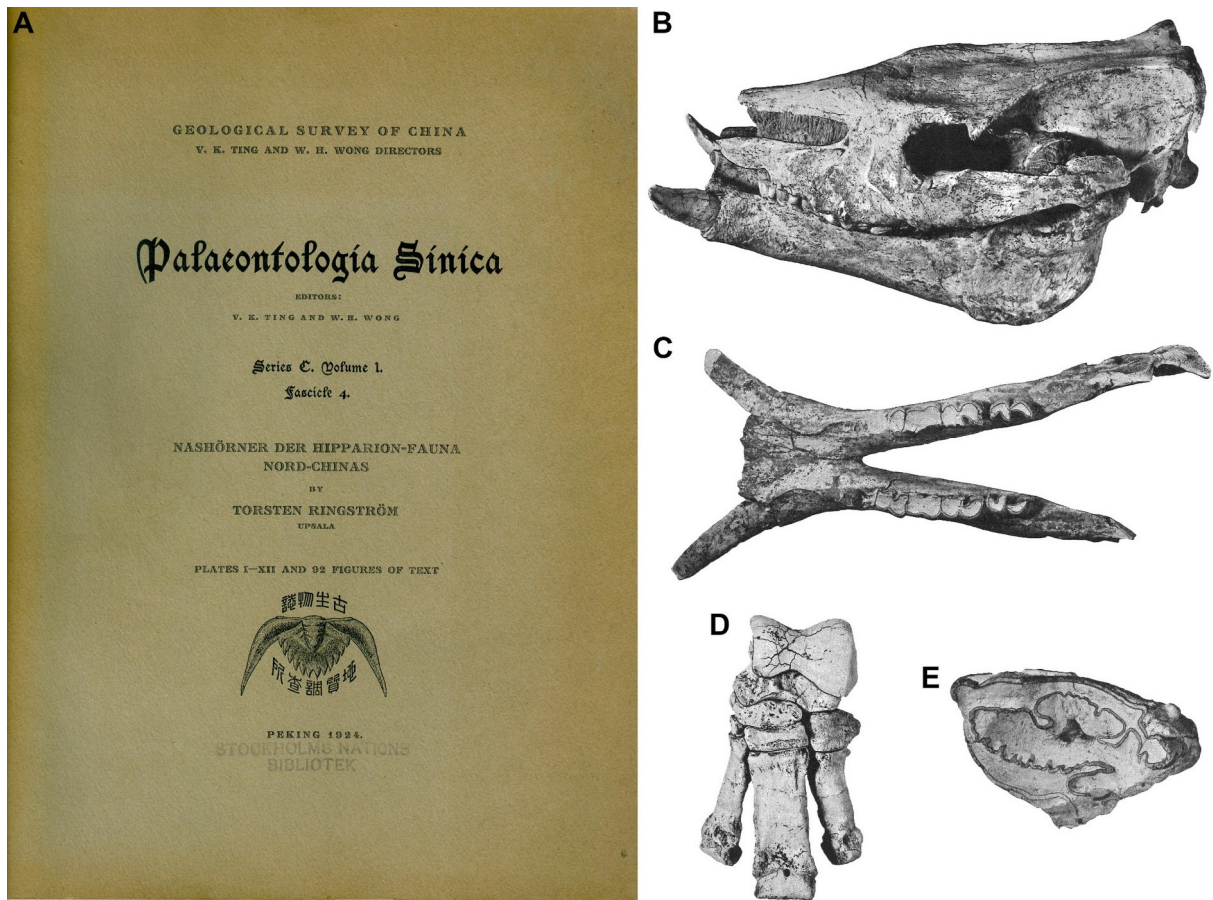 A
GEOLOGICAL SURVEY OF CHINA
V. K. TING AND W. H. WONG DIRECTORS
Palaeontologia Sinica
EDITORS:
V. K. TING AND W. H. WONG
Series C. Volume 1.
Fascicle 4.
NASHÖRNER DER HIPPARION-FAUNA
NORD-CHINAS
BY
TORSTEN RINGSTRÖM
UPSALA
PLATES I—XII AND 92 FIGURES OF TEXT
誌物生古
院查調質地
PEKING 1924.
STOCKHOLMS NATIONS
BIBLIOTEK
B
C
D
E